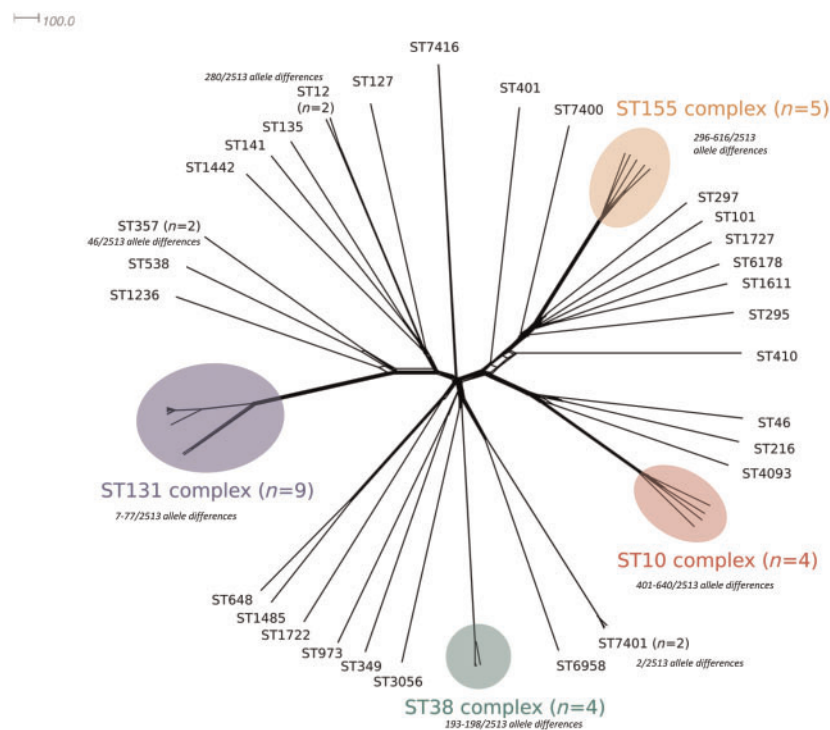 100.0
ST7416
280/2513 allele differences
ST12
(n=2)
ST127
ST401
ST7400
ST155 complex (n=5)
296-616/2513
allele differences
ST135
ST141
ST1442
ST357 (n=2)
46/2513 allele differences
ST538
ST1236
ST297
ST101
ST1727
ST6178
ST1611
ST295
ST410
ST46
ST216
ST4093
ST131 complex (n=9)
7-77/2513 allele differences
ST10 complex (n=4)
401-640/2513 allele differences
ST648
ST1485
ST1722
ST973
ST349
ST3056
ST38 complex (n=4)
193-198/2513 allele differences
ST6958
ST7401 (n=2)
2/2513 allele differences